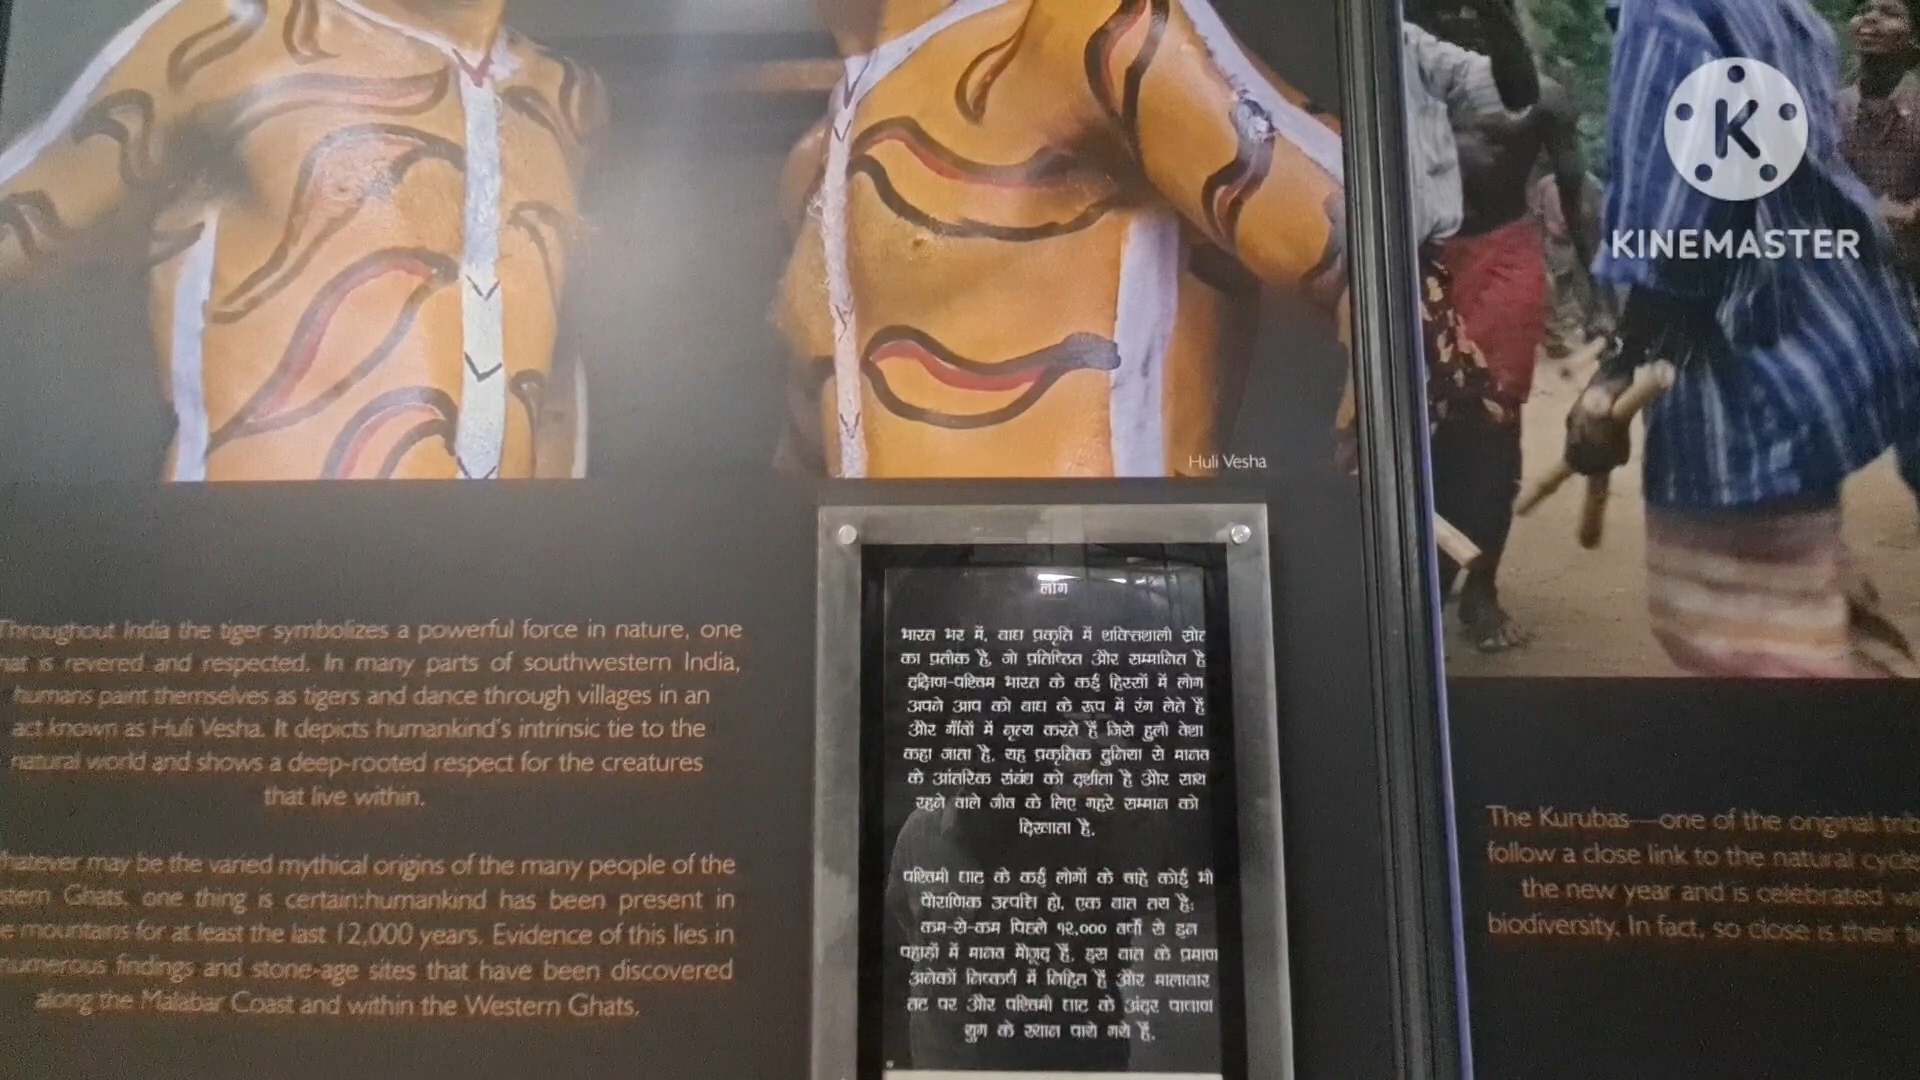 KINEMASTER
Huli Vesha
Throughout India the tiger symbolizes a powerful force in nature, one
is revered and respected. In many parts of southwestern India,
humans paint themselves as tigers and dance through villages in an
act known as Huli Vesha. It depicts humankind's intrinsic tie to the
natural world and shows a deep-rooted respect for the creatures
that live within.
may be the varied mythical origins of the many people of the
Ghats, one thing is certain:humankind has been present in
mountains for at least the last 12,000 years. Evidence of this lies in
numerous findings and stone-age sites that have been discovered
along the Malabar Coast and within the Western Ghats.
लोग
भारत भर में, बाघ प्रकृति में शक्तिशाली स्रोत
का प्रतीक है, जो प्रतिष्ठित और सम्मानित है
दक्षिण-पश्चिम भारत के कई हिस्सों में लोग
अपने आप को बाघ के रूप में रंग लेते हैं
और गाँवों में नृत्य करते हैं जिसे हुली वेशा
कहा जाता है, यह प्रकृतिक दुनिया से मानव
के आंतरिक संबंध को दर्शाता है और साथ
रहने वाले जीव के लिए गहरे सम्मान को
दिखाता है.
पश्चिमी घाट के कई लोगों के चाहे कोई भी
पौराणिक उत्पत्ति हो, एक बात तय है:
कम-से-कम पिछले १२,००० वर्षों से इन
पहाड़ों में मानव मौजूद हैं, इस बात के प्रमाण
अनेकों निष्कर्ष में निहित हैं और मालाबार
तट पर और पश्चिमी घाट के अंदर पाषाण
युग के स्थान पाये गये हैं.
The Kurubas—one of the original
follow a close link to the natural
the new year and is celebrated
biodiversity. In fact, so close is their